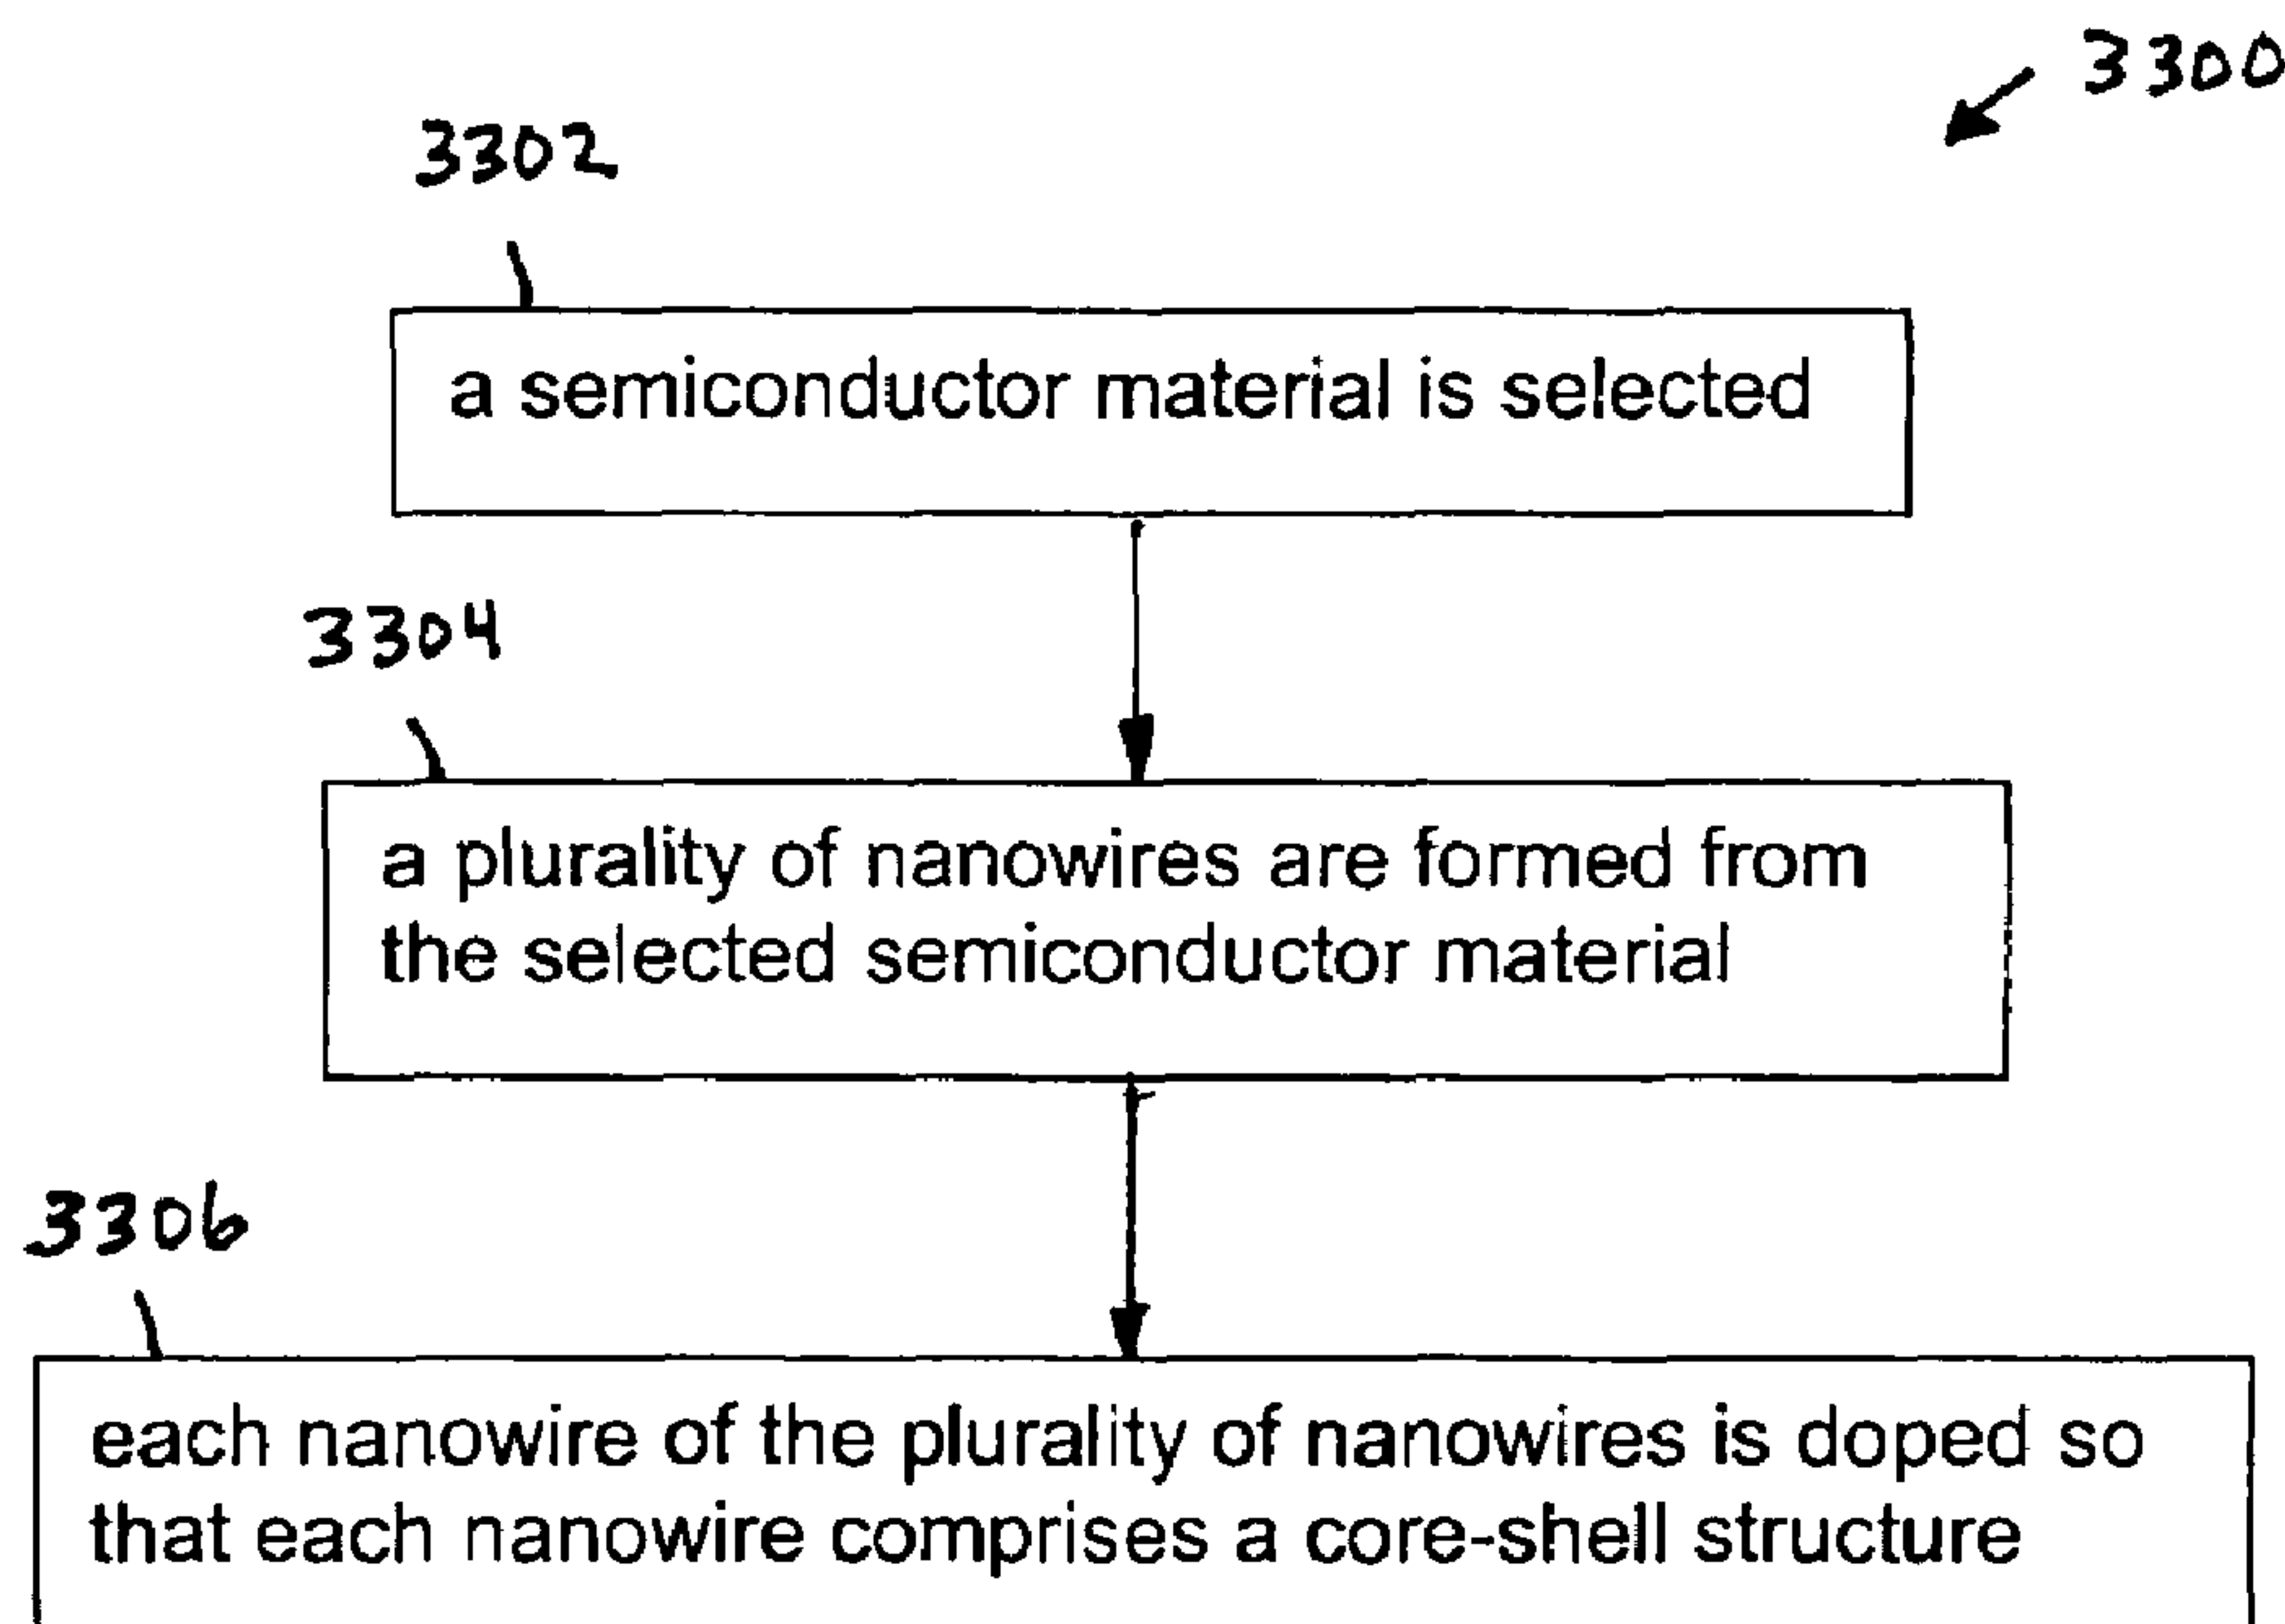 3300
3302
a semiconductor material is selected
3304
a plurality of nanowires are formed from
the selected semiconductor material
3306
each nanowire of the plurality of nanowires is doped so
that each nanowire comprises a core-shell structure